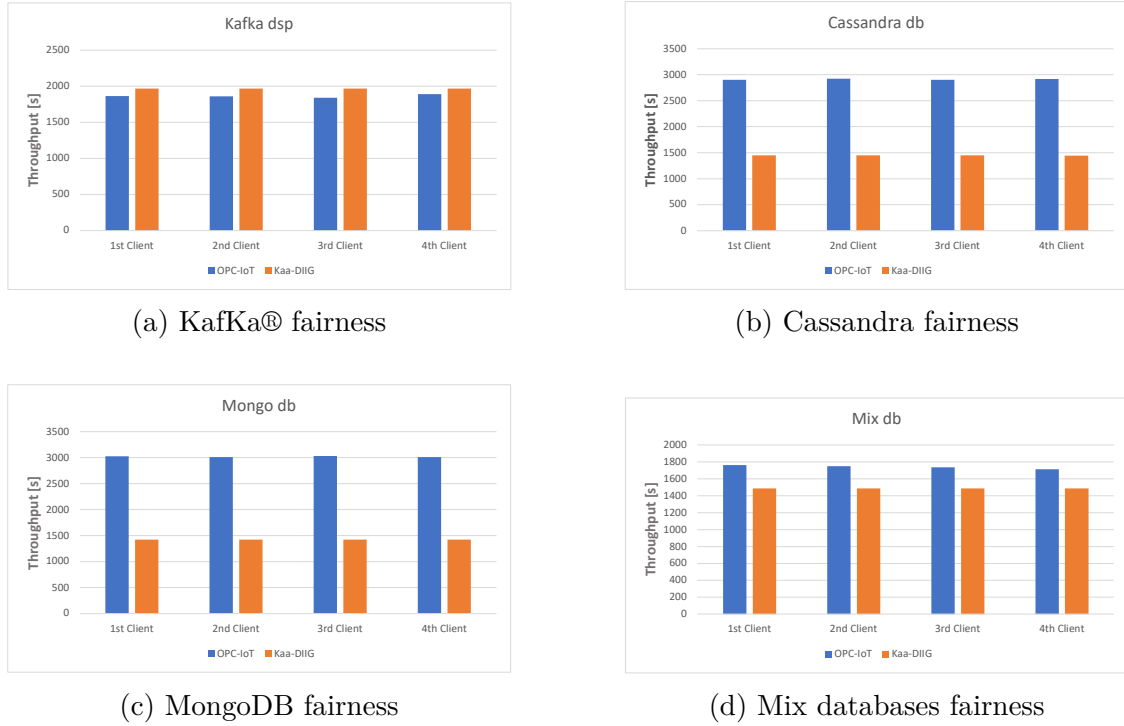 Kafka dsp
2500
2000
1500
1000
500
0
Throughput [s]
1st Client 2nd Client 3rd Client 4th Client
OPC-IoT Kaa-DIIG
(a) KafKa® fairness
Cassandra db
3500
3000
2500
2000
1500
1000
500
0
Throughput [s]
1st Client 2nd Client 3rd Client 4th Client
OPC-IoT Kaa-DIIG
(b) Cassandra fairness
Mongo db
3500
3000
2500
2000
1500
1000
500
0
Throughput [s]
1st Client 2nd Client 3rd Client 4th Client
OPC-IoT Kaa-DIIG
(c) MongoDB fairness
Mix db
2000
1800
1600
1400
1200
1000
800
600
400
200
0
Throughput [s]
1st Client 2nd Client 3rd Client 4th Client
OPC-IoT Kaa-DIIG
(d) Mix databases fairness